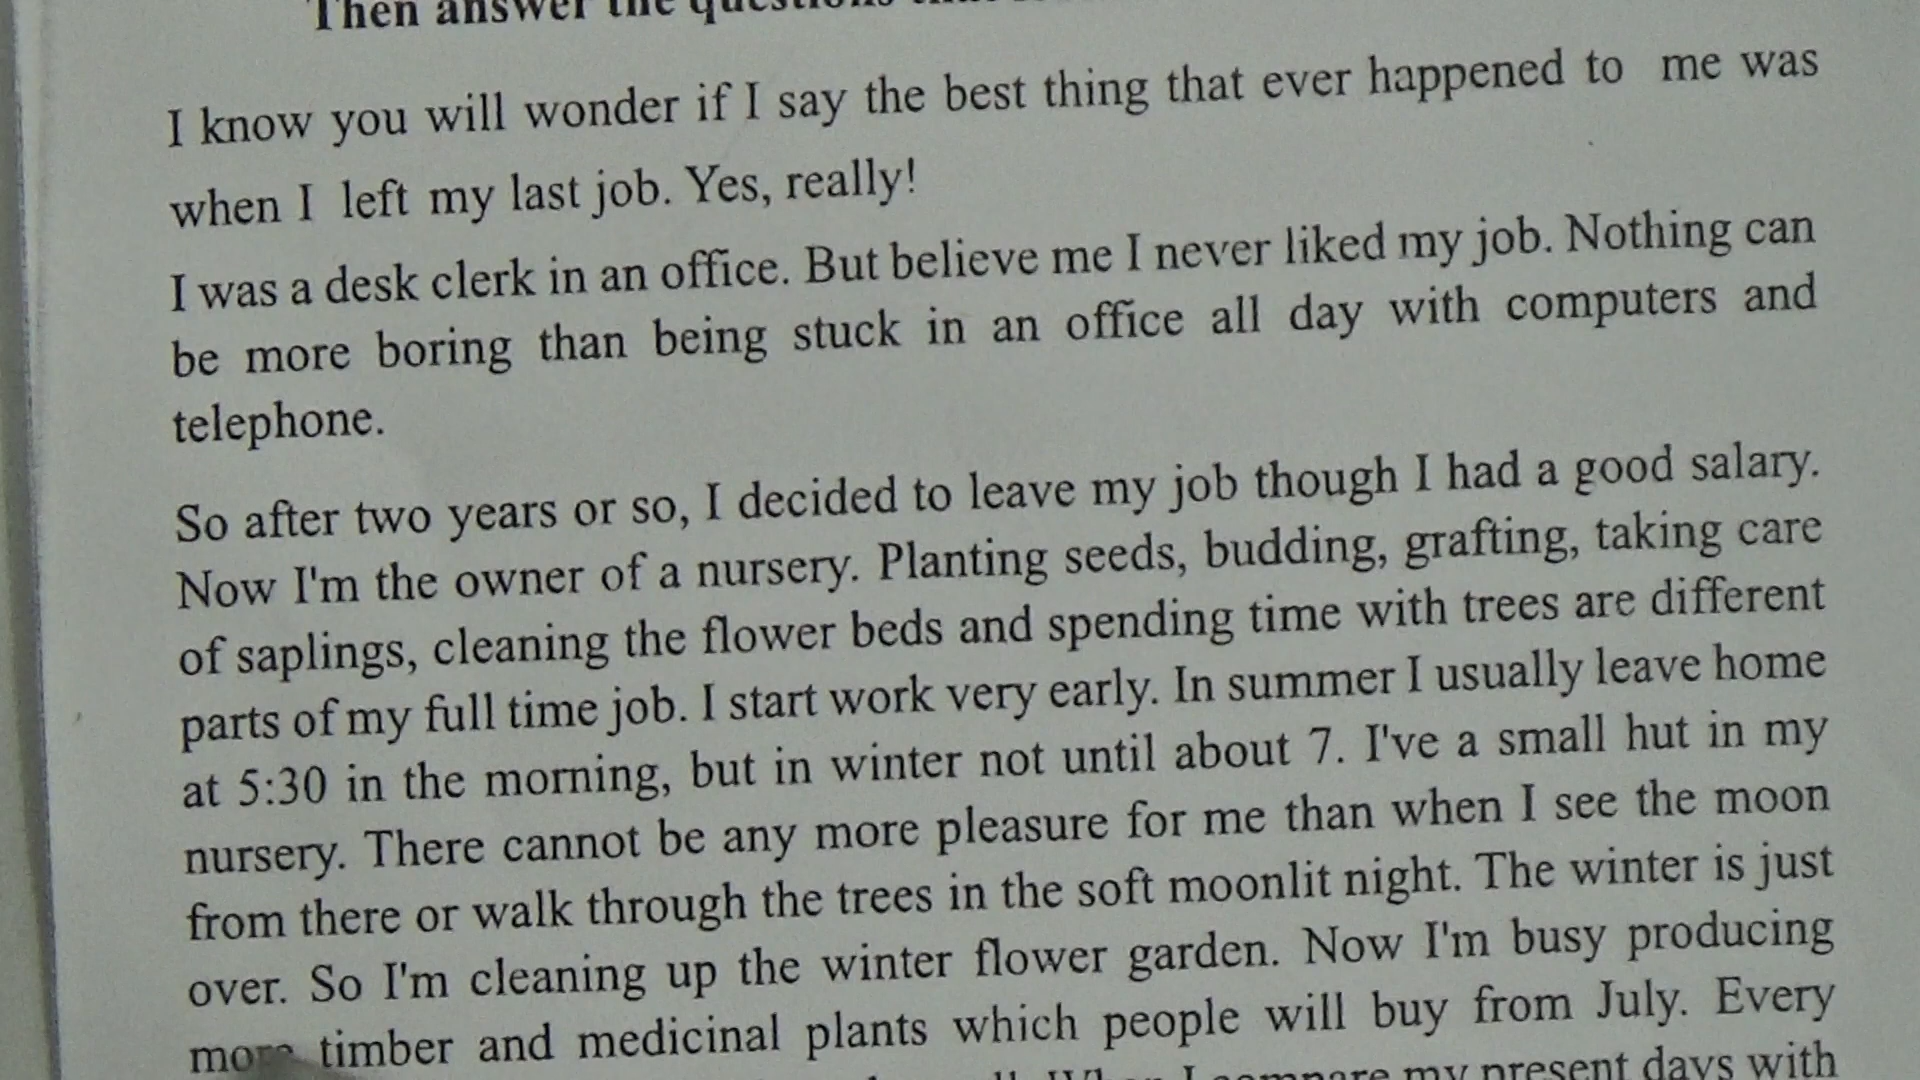 Then answer the questions that
I know you will wonder if I say the best thing that ever happened to me was
when I left my last job. Yes, really!
I was a desk clerk in an office. But believe me I never liked my job. Nothing can
be more boring than being stuck in an office all day with computers and
telephone.
So after two years or so, I decided to leave my job though I had a good salary.
Now I'm the owner of a nursery. Planting seeds, budding, grafting, taking care
of saplings, cleaning the flower beds and spending time with trees are different
parts of my full time job. I start work very early. In summer I usually leave home
at 5:30 in the morning, but in winter not until about 7. I've a small hut in my
nursery. There cannot be any more pleasure for me than when I see the moon
from there or walk through the trees in the soft moonlit night. The winter is just
over. So I'm cleaning up the winter flower garden. Now I'm busy producing
more timber and medicinal plants which people will buy from July. Every
When I compare my present days with